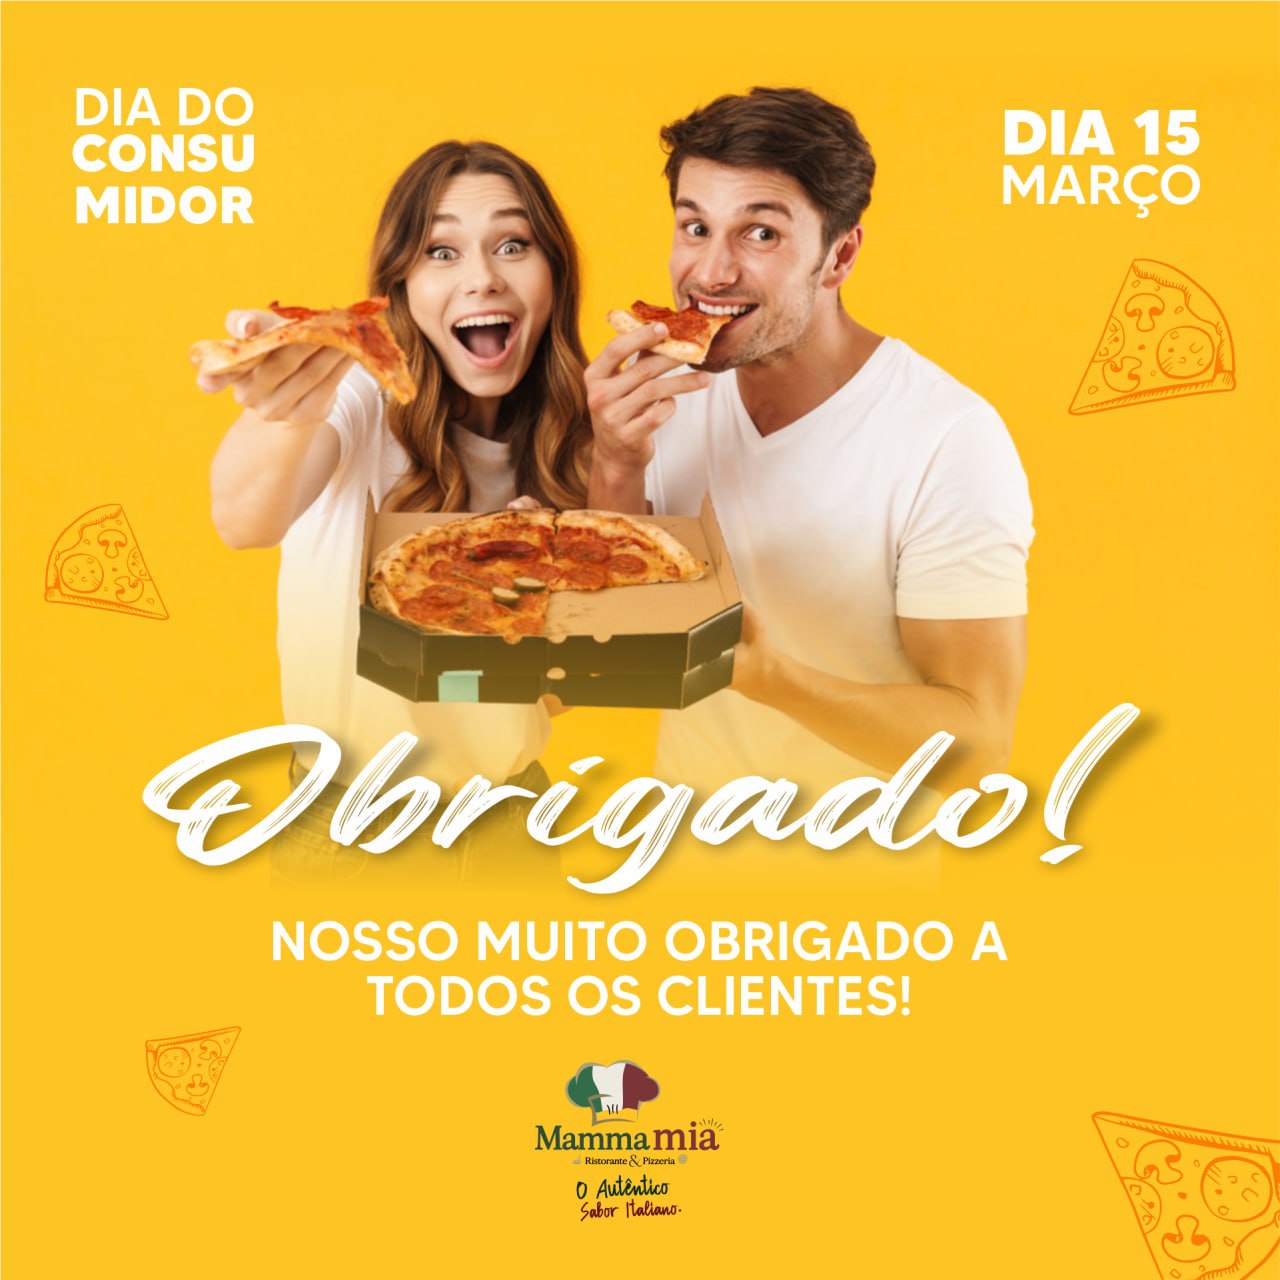 DIA DO
CONSU
MIDOR
DIA 15
MARÇO
Obrigado!
NOSSO MUITO OBRIGADO A
TODOS OS CLIENTES!
Mamma mia
Ristorante & Pizzeria
O Autêntico
Sabor Italiano.